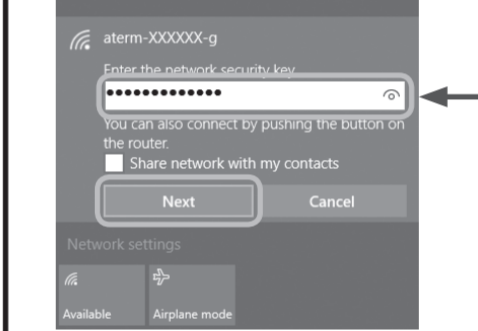 aterm-XXXXXX-g
Enter the network security key
•••••••••••••
You can also connect by pushing the button on
the router.
Share network with my contacts
Next Cancel
Network settings
Available Airplane mode